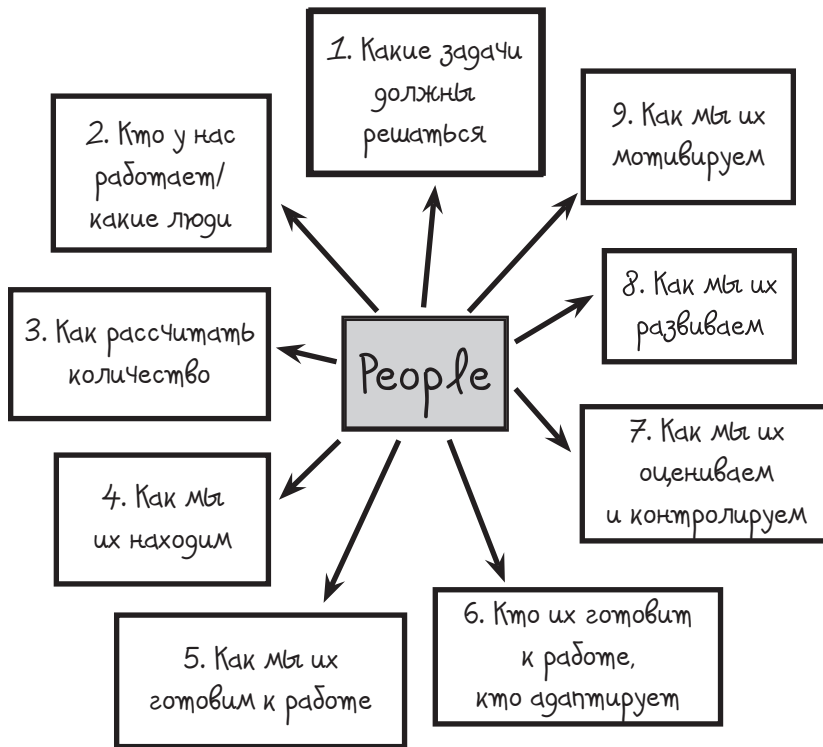 1. Какие задачи
должны
решаться
2. Кто у нас
работает/
какие люди
3. Как рассчитать
количество
4. Как мы
их находим
5. Как мы их
готовим к работе
6. Кто их готовит
к работе,
кто адаптирует
7. Как мы их
оцениваем
и контролируем
8. Как мы их
развиваем
9. Как мы их
мотивируем
People